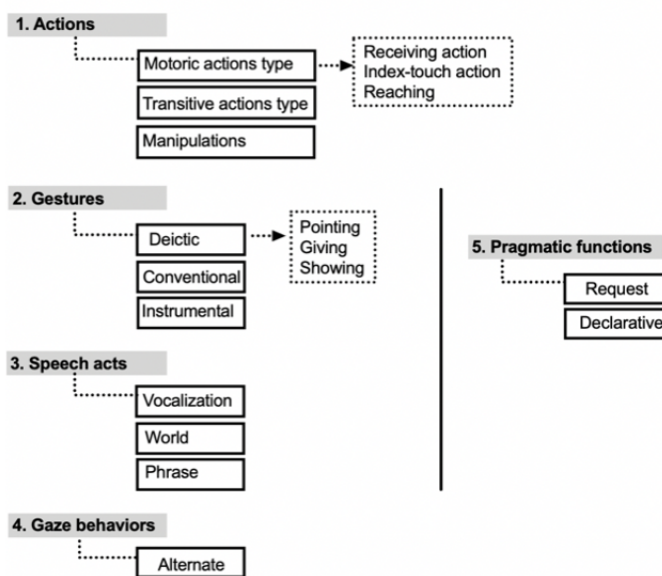 1. Actions
Motoric actions type
Receiving action
Index-touch action
Reaching
Transitive actions type
Manipulations
2. Gestures
Deictic
Pointing
Giving
Showing
Conventional
Instrumental
3. Speech acts
Vocalization
World
Phrase
4. Gaze behaviors
Alternate
5. Pragmatic functions
Request
Declarative